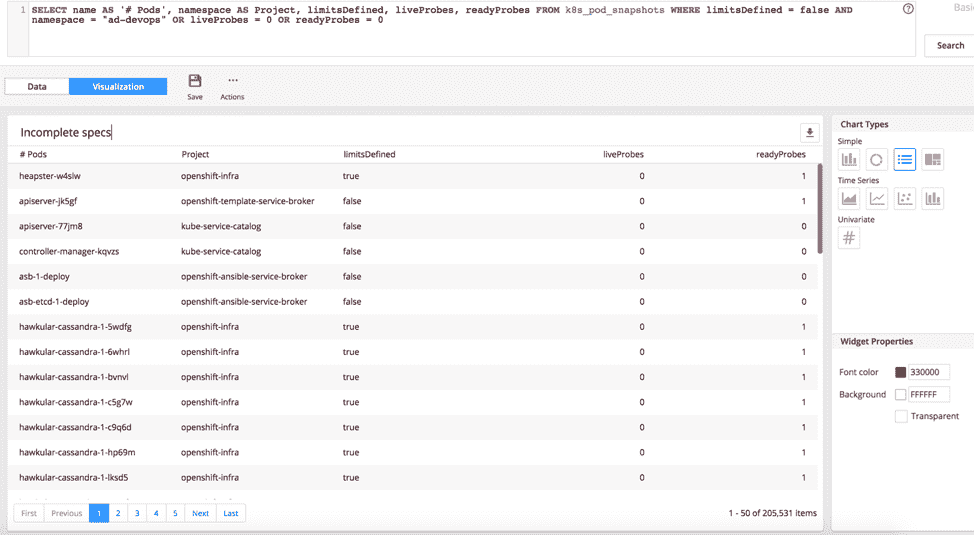 1 SELECT name AS '# Pods', namespace AS Project, limitsDefined, liveProbes, readyProbes FROM k8s_pod_snapshots WHERE limitsDefined = false AND
namespace = "ad-devops" OR liveProbes = 0 OR readyProbes = 0
? Basi
Search
Data Visualization Save Actions
Incomplete specs
# Pods Project limitsDefined liveProbes readyProbes
heapster-w4slw openshift-infra true 0 1
apiserver-jk5gf openshift-template-service-broker false 0 1
apiserver-77jm8 kube-service-catalog false 0 0
controller-manager-kqvzs kube-service-catalog false 0 0
asb-1-deploy openshift-ansible-service-broker false 0 0
asb-etcd-1-deploy openshift-ansible-service-broker false 0 0
hawkular-cassandra-1-5wdfg openshift-infra true 0 1
hawkular-cassandra-1-6whrl openshift-infra true 0 1
hawkular-cassandra-1-bvnvl openshift-infra true 0 1
hawkular-cassandra-1-c5g7w openshift-infra true 0 1
hawkular-cassandra-1-c9q6d openshift-infra true 0 1
hawkular-cassandra-1-hp69m openshift-infra true 0 1
hawkular-cassandra-1-lksd5 openshift-infra true 0 1
First Previous 1 2 3 4 5 Next Last 1 - 50 of 205,531 items
Chart Types
Simple
Time Series
Univariate
#
Widget Properties
Font color 330000
Background FFFFFF
Transparent